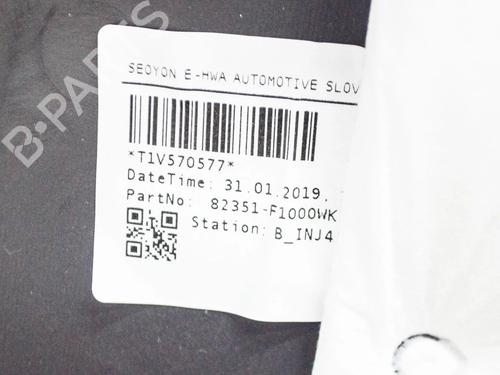 SEOYON E-HWA AUTOMOTIVE SLOV
*T1V570577*
DateTime: 31.01.2019,
PartNo: 82351-F1000WK
Station: B_INJ4
B-PARTS